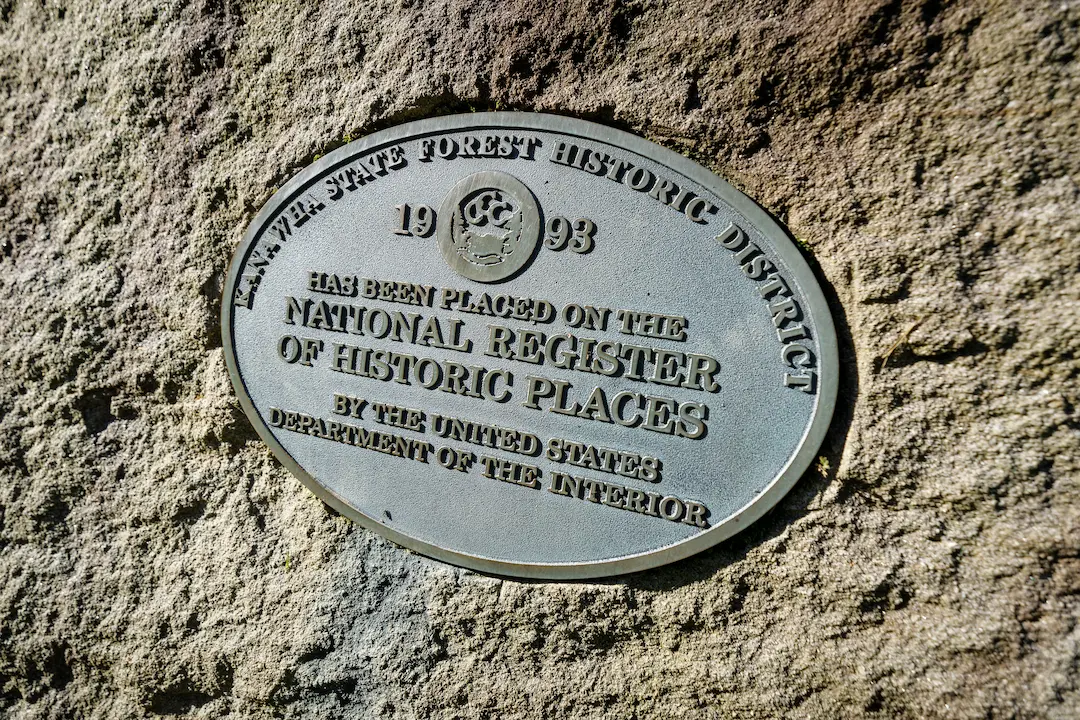 KANAWHA STATE FOREST HISTORIC DISTRICT
19 CCC 93
HAS BEEN PLACED ON THE
NATIONAL REGISTER
OF HISTORIC PLACES
BY THE UNITED STATES
DEPARTMENT OF THE INTERIOR